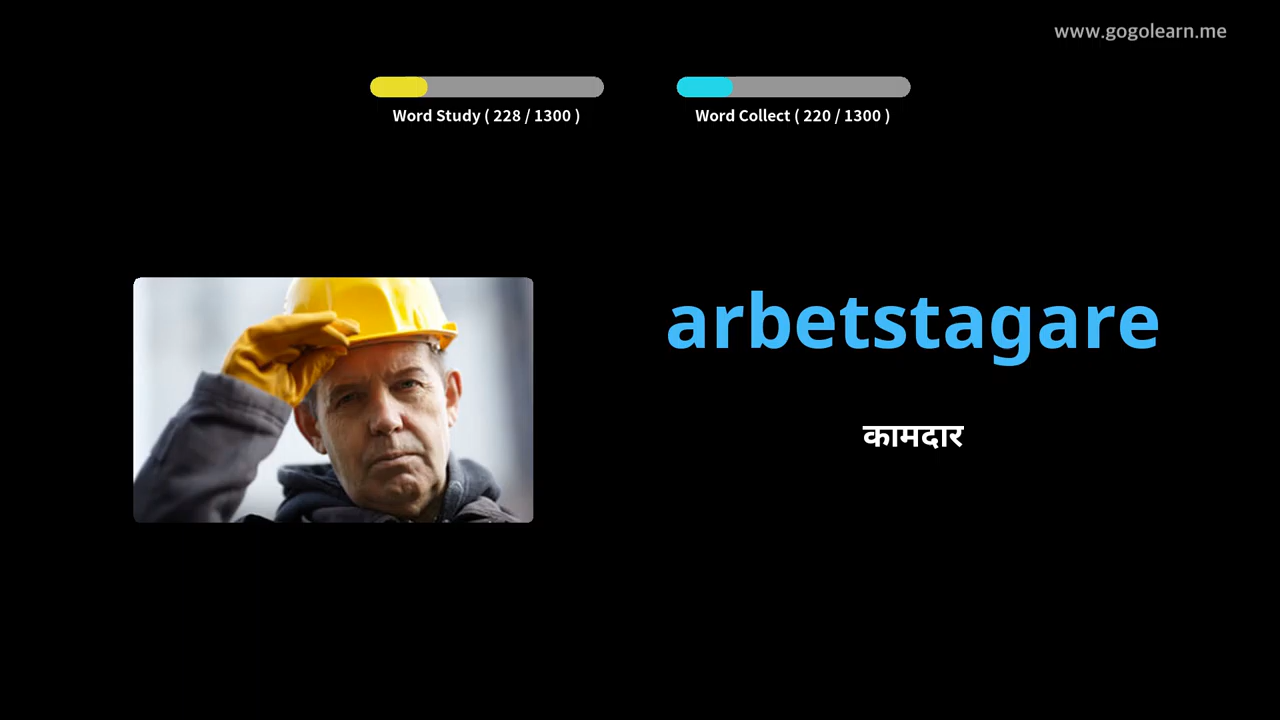 www.gogolearn.me
Word Study ( 228 / 1300 )
Word Collect ( 220 / 1300 )
arbetstagare
कामदार